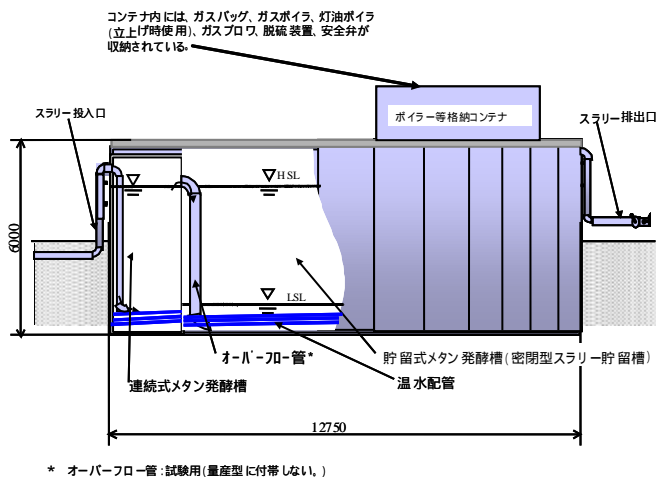 コンテナ内には、ガスバッグ、ガスボイラ、灯油ボイラ
(立上げ時使用)、ガスブロワ、脱硫装置、安全弁が
収納されている。
ボイラー等格納コンテナ
スラリー投入口
スラリー排出口
HSL
6000
LSL
オーバーフロー管*
貯留式メタン発酵槽(密閉型スラリー貯留槽)
連続式メタン発酵槽
温水配管
12750
* オーバーフロー管:試験用(量産型に付帯しない。)